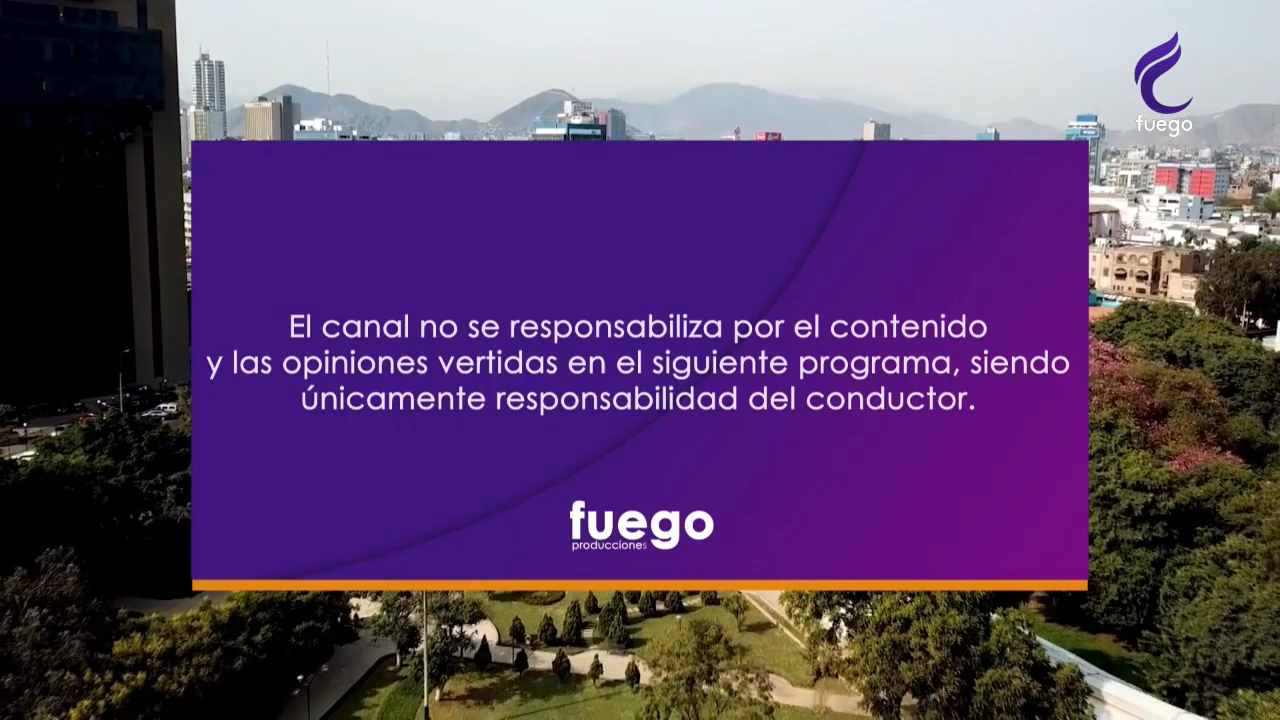 fuego
El canal no se responsabiliza por el contenido
y las opiniones vertidas en el siguiente programa, siendo
únicamente responsabilidad del conductor.
fuego
producciones